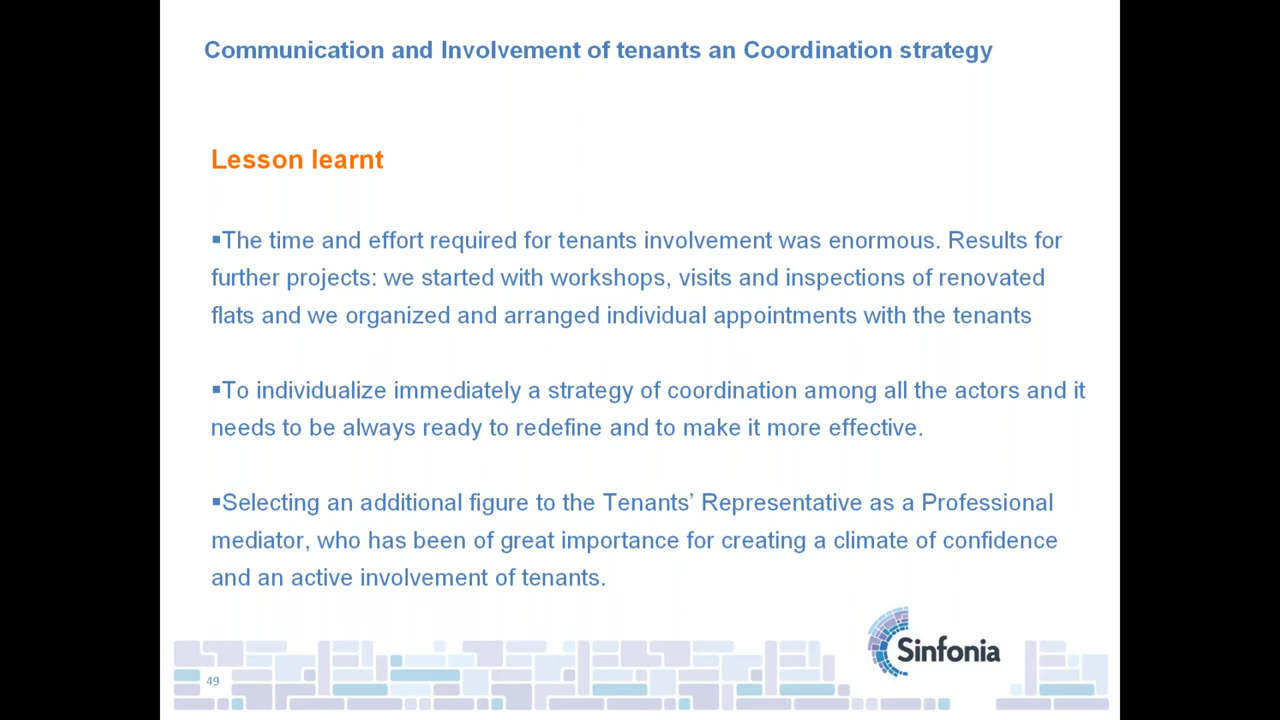 Communication and Involvement of tenants an Coordination strategy
Lesson learnt
▪The time and effort required for tenants involvement was enormous. Results for
further projects: we started with workshops, visits and inspections of renovated
flats and we organized and arranged individual appointments with the tenants
▪To individualize immediately a strategy of coordination among all the actors and it
needs to be always ready to redefine and to make it more effective.
▪Selecting an additional figure to the Tenants’ Representative as a Professional
mediator, who has been of great importance for creating a climate of confidence
and an active involvement of tenants.
Sinfonia
49